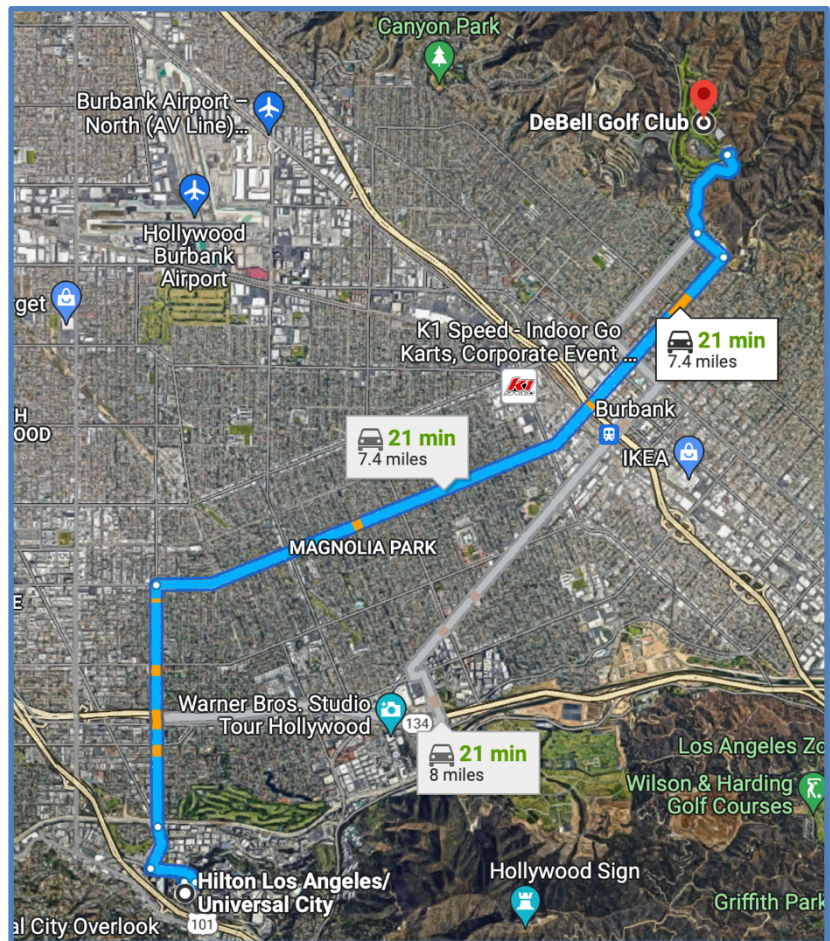 Canyon Park
Burbank Airport –
North (AV Line)...
DeBell Golf Club
Hollywood
Burbank
Airport
rget
K1 Speed - Indoor Go
Karts, Corporate Event ...
K1
21 min
7.4 miles
Burbank
H
OOD
21 min
7.4 miles
IKEA
MAGNOLIA PARK
E
Warner Bros. Studio
Tour Hollywood
134
21 min
8 miles
Los Angeles Zo
Wilson & Harding
Golf Courses
Hollywood Sign
Hilton Los Angeles/
Universal City
Griffith Park
al City Overlook
101